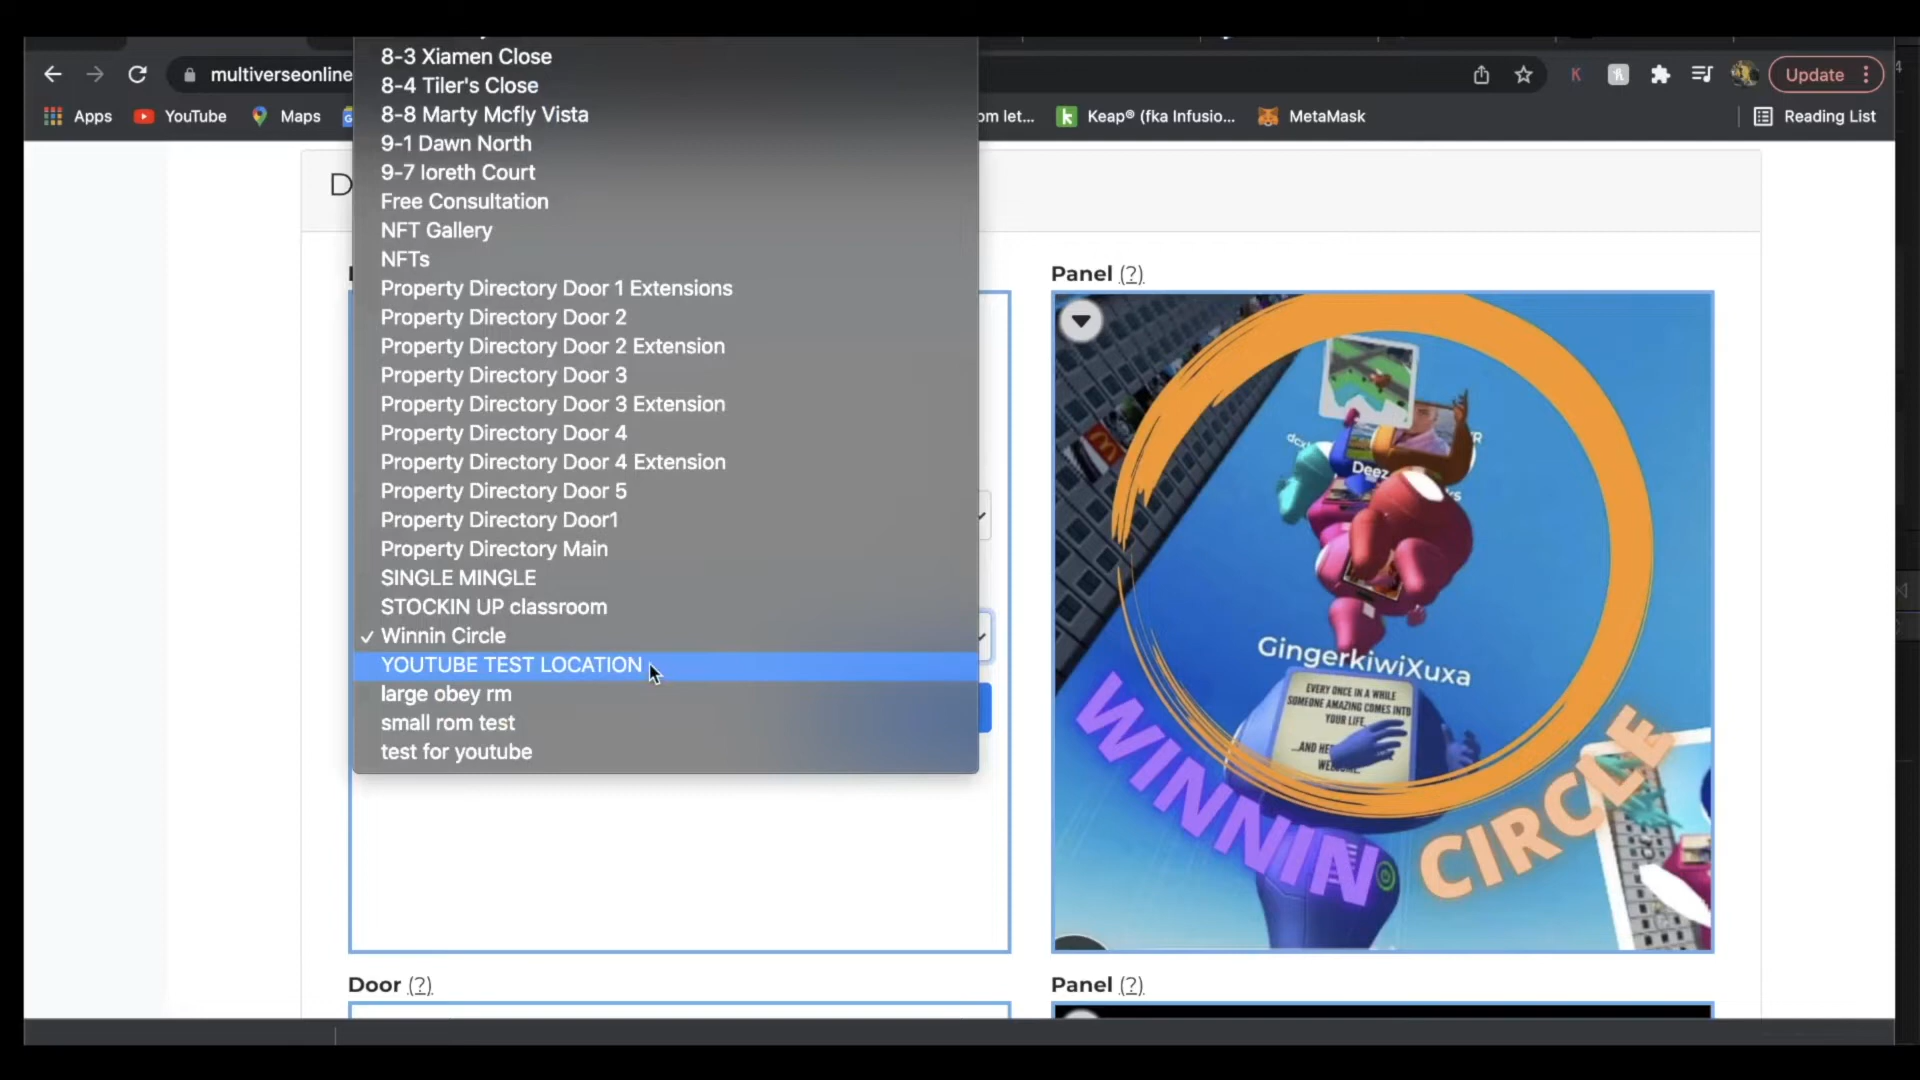 8-3 Xiamen Close
multiverseonline
8-4 Tiler's Close
Update
Apps
YouTube
Maps
8-8 Marty Mcfly Vista
om let...
Keap® (fka Infusio...
MetaMask
Reading List
9-1 Dawn North
9-7 Ioreth Court
D
Free Consultation
NFT Gallery
NFTs
Panel (?)
Property Directory Door 1 Extensions
Property Directory Door 2
Property Directory Door 2 Extension
Property Directory Door 3
Property Directory Door 3 Extension
Property Directory Door 4
Property Directory Door 4 Extension
Property Directory Door 5
Property Directory Door1
Property Directory Main
SINGLE MINGLE
STOCKIN UP classroom
✓ Winnin Circle
YOUTUBE TEST LOCATION
large obey rm
small rom test
test for youtube
Deez
GingerkiwiXuxa
EVERY ONCE IN A WHILE
SOMEONE AMAZING COMES INTO
YOUR LIFE,
WINNIN CIRCLE
Door (?)
Panel (?)